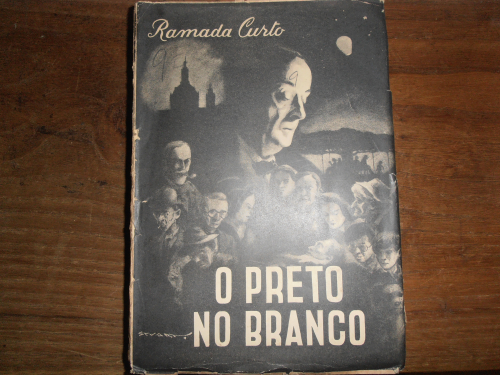 Ramada Curto
O PRETO
NO BRANCO